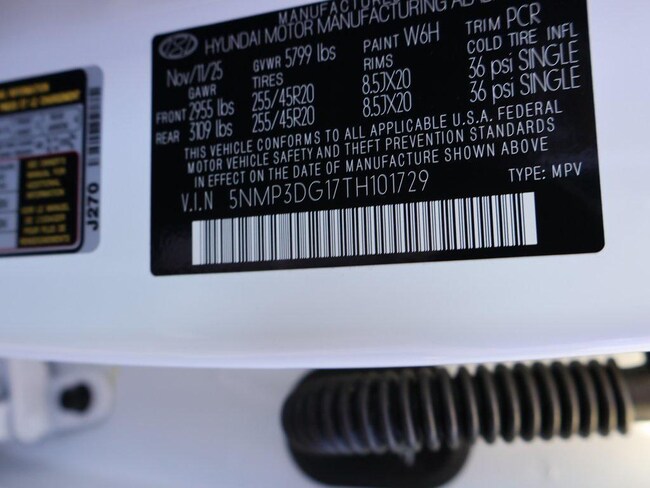 MANUFACTURE
HYUNDAI MOTOR MANUFACTURING AL
Nov/11/25 GVWR 5799 lbs PAINT W6H TRIM PCR
GAWR TIRES RIMS COLD TIRE INFL
FRONT 2955 lbs 255/45R20 8.5JX20 36 psi SINGLE
REAR 3109 lbs 255/45R20 8.5JX20 36 psi SINGLE
THIS VEHICLE CONFORMS TO ALL APPLICABLE U.S.A. FEDERAL
MOTOR VEHICLE SAFETY AND THEFT PREVENTION STANDARDS
IN EFFECT ON THE DATE OF MANUFACTURE SHOWN ABOVE
V.I.N 5NMP3DG17TH101729 TYPE: MPV
J270